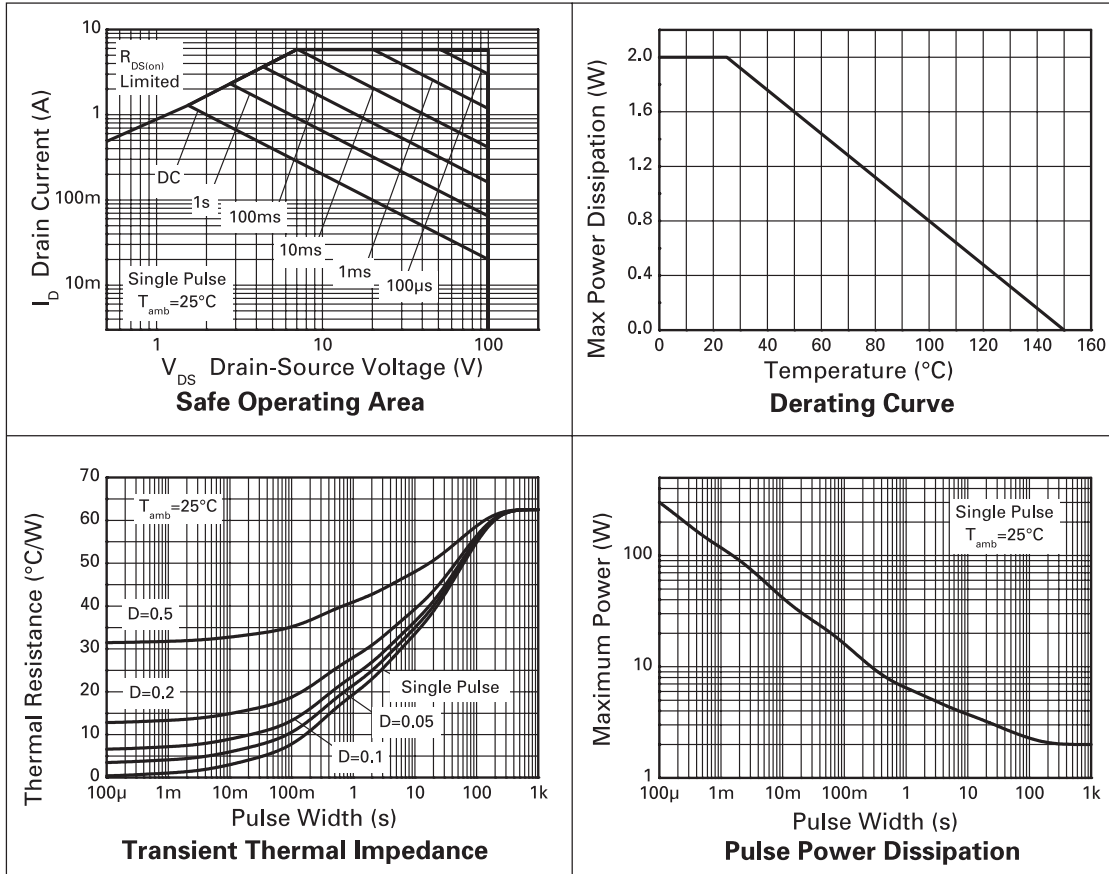 10
1
100m
10m
I_D Drain Current (A)
R_DS(on)
Limited
DC
1s
100ms
10ms
1ms
100µs
Single Pulse
T_amb=25°C
1
10
100
V_DS Drain-Source Voltage (V)
Safe Operating Area
2.0
1.6
1.2
0.8
0.4
0.0
Max Power Dissipation (W)
0 20 40 60 80 100 120 140 160
Temperature (°C)
Derating Curve
70
60
50
40
30
20
10
0
Thermal Resistance (°C/W)
T_amb=25°C
D=0.5
D=0.2
Single Pulse
D=0.05
D=0.1
100µ 1m 10m 100m 1 10 100 1k
Pulse Width (s)
Transient Thermal Impedance
100
10
1
Maximum Power (W)
Single Pulse
T_amb=25°C
100µ 1m 10m 100m 1 10 100 1k
Pulse Width (s)
Pulse Power Dissipation